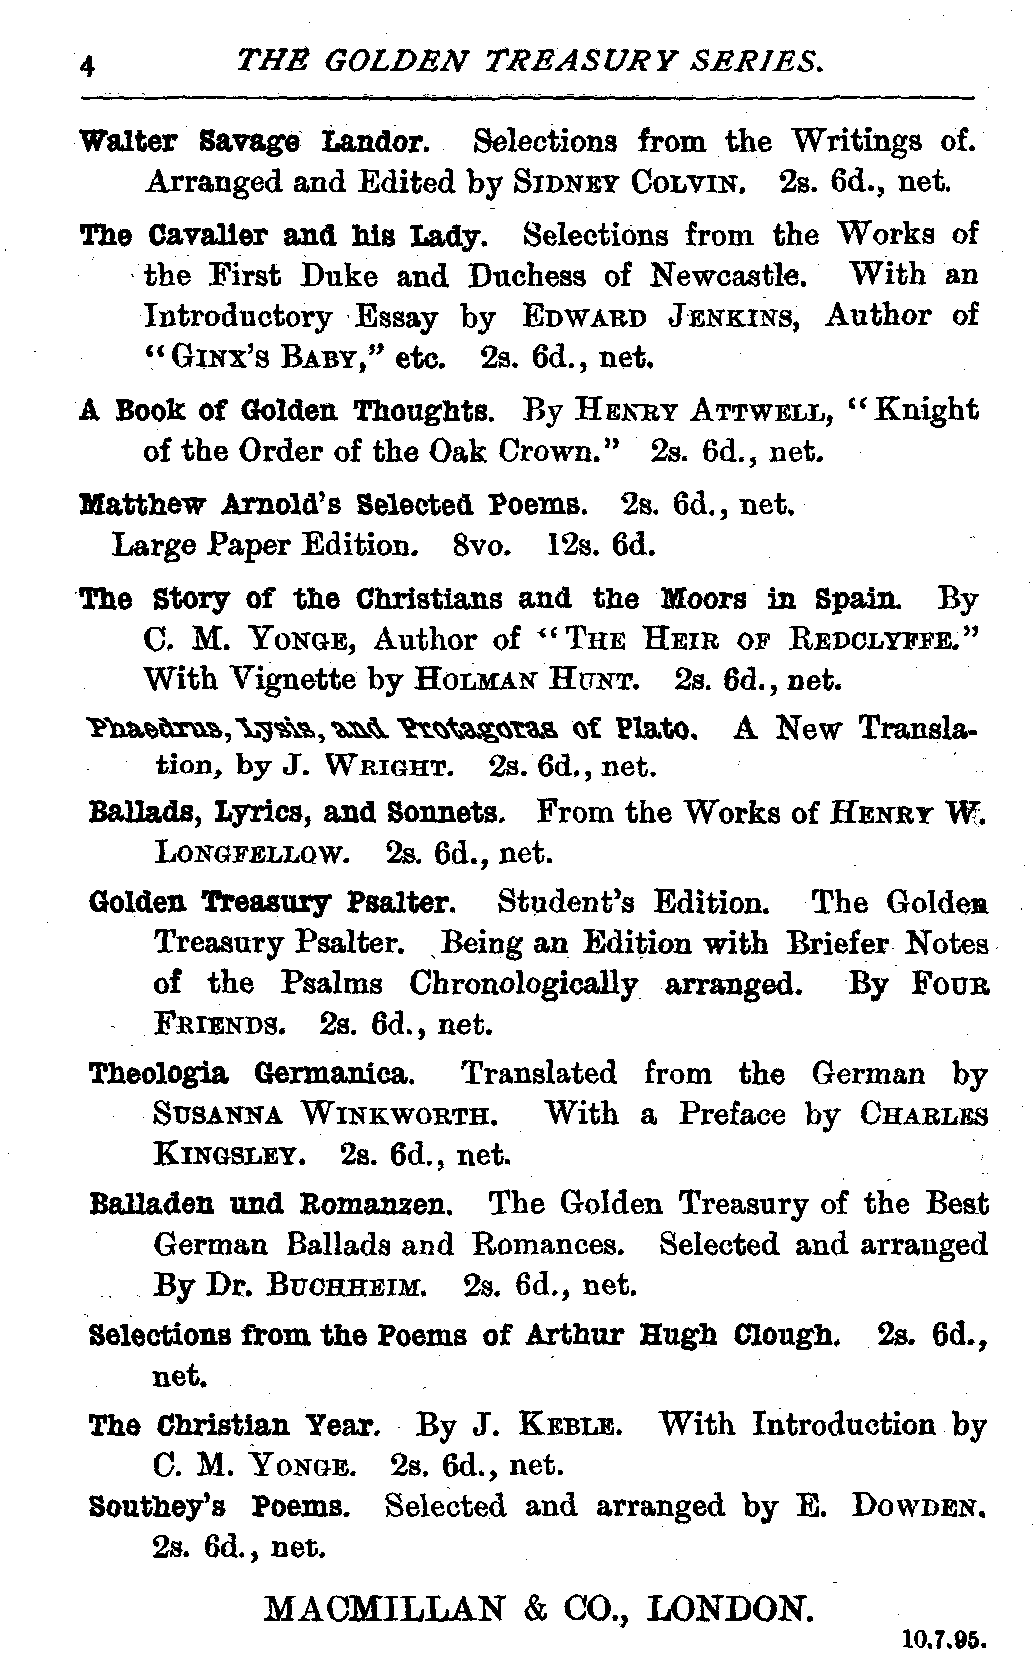 4 THE GOLDEN TREASURY SERIES.
Walter Savage Landor. Selections from the Writings of.
Arranged and Edited by SIDNEY COLVIN. 2s. 6d., net.
The Cavalier and his Lady. Selections from the Works of
the First Duke and Duchess of Newcastle. With an
Introductory Essay by EDWARD JENKINS, Author of
“GINX’S BABY,” etc. 2s. 6d., net.
A Book of Golden Thoughts. By HENRY ATTWELL, “Knight
of the Order of the Oak Crown.” 2s. 6d., net.
Matthew Arnold’s Selected Poems. 2s. 6d., net.
Large Paper Edition. 8vo. 12s. 6d.
The Story of the Christians and the Moors in Spain. By
C. M. YONGE, Author of “THE HEIR OF REDCLYFFE.”
With Vignette by HOLMAN HUNT. 2s. 6d., net.
Phaedrus, Lysis, and Protagoras of Plato. A New Transla-
tion, by J. WRIGHT. 2s. 6d., net.
Ballads, Lyrics, and Sonnets. From the Works of HENRY W.
LONGFELLOW. 2s. 6d., net.
Golden Treasury Psalter. Student’s Edition. The Golden
Treasury Psalter. Being an Edition with Briefer Notes
of the Psalms Chronologically arranged. By FOUR
FRIENDS. 2s. 6d., net.
Theologia Germanica. Translated from the German by
SUSANNA WINKWORTH. With a Preface by CHARLES
KINGSLEY. 2s. 6d., net.
Balladen und Romanzen. The Golden Treasury of the Best
German Ballads and Romances. Selected and arranged
By Dr. BUCHHEIM. 2s. 6d., net.
Selections from the Poems of Arthur Hugh Clough. 2s. 6d.,
net.
The Christian Year. By J. KEBLE. With Introduction by
C. M. YONGE. 2s. 6d., net.
Southey’s Poems. Selected and arranged by E. DOWDEN.
2s. 6d., net.
MACMILLAN & CO., LONDON.
10.7.95.